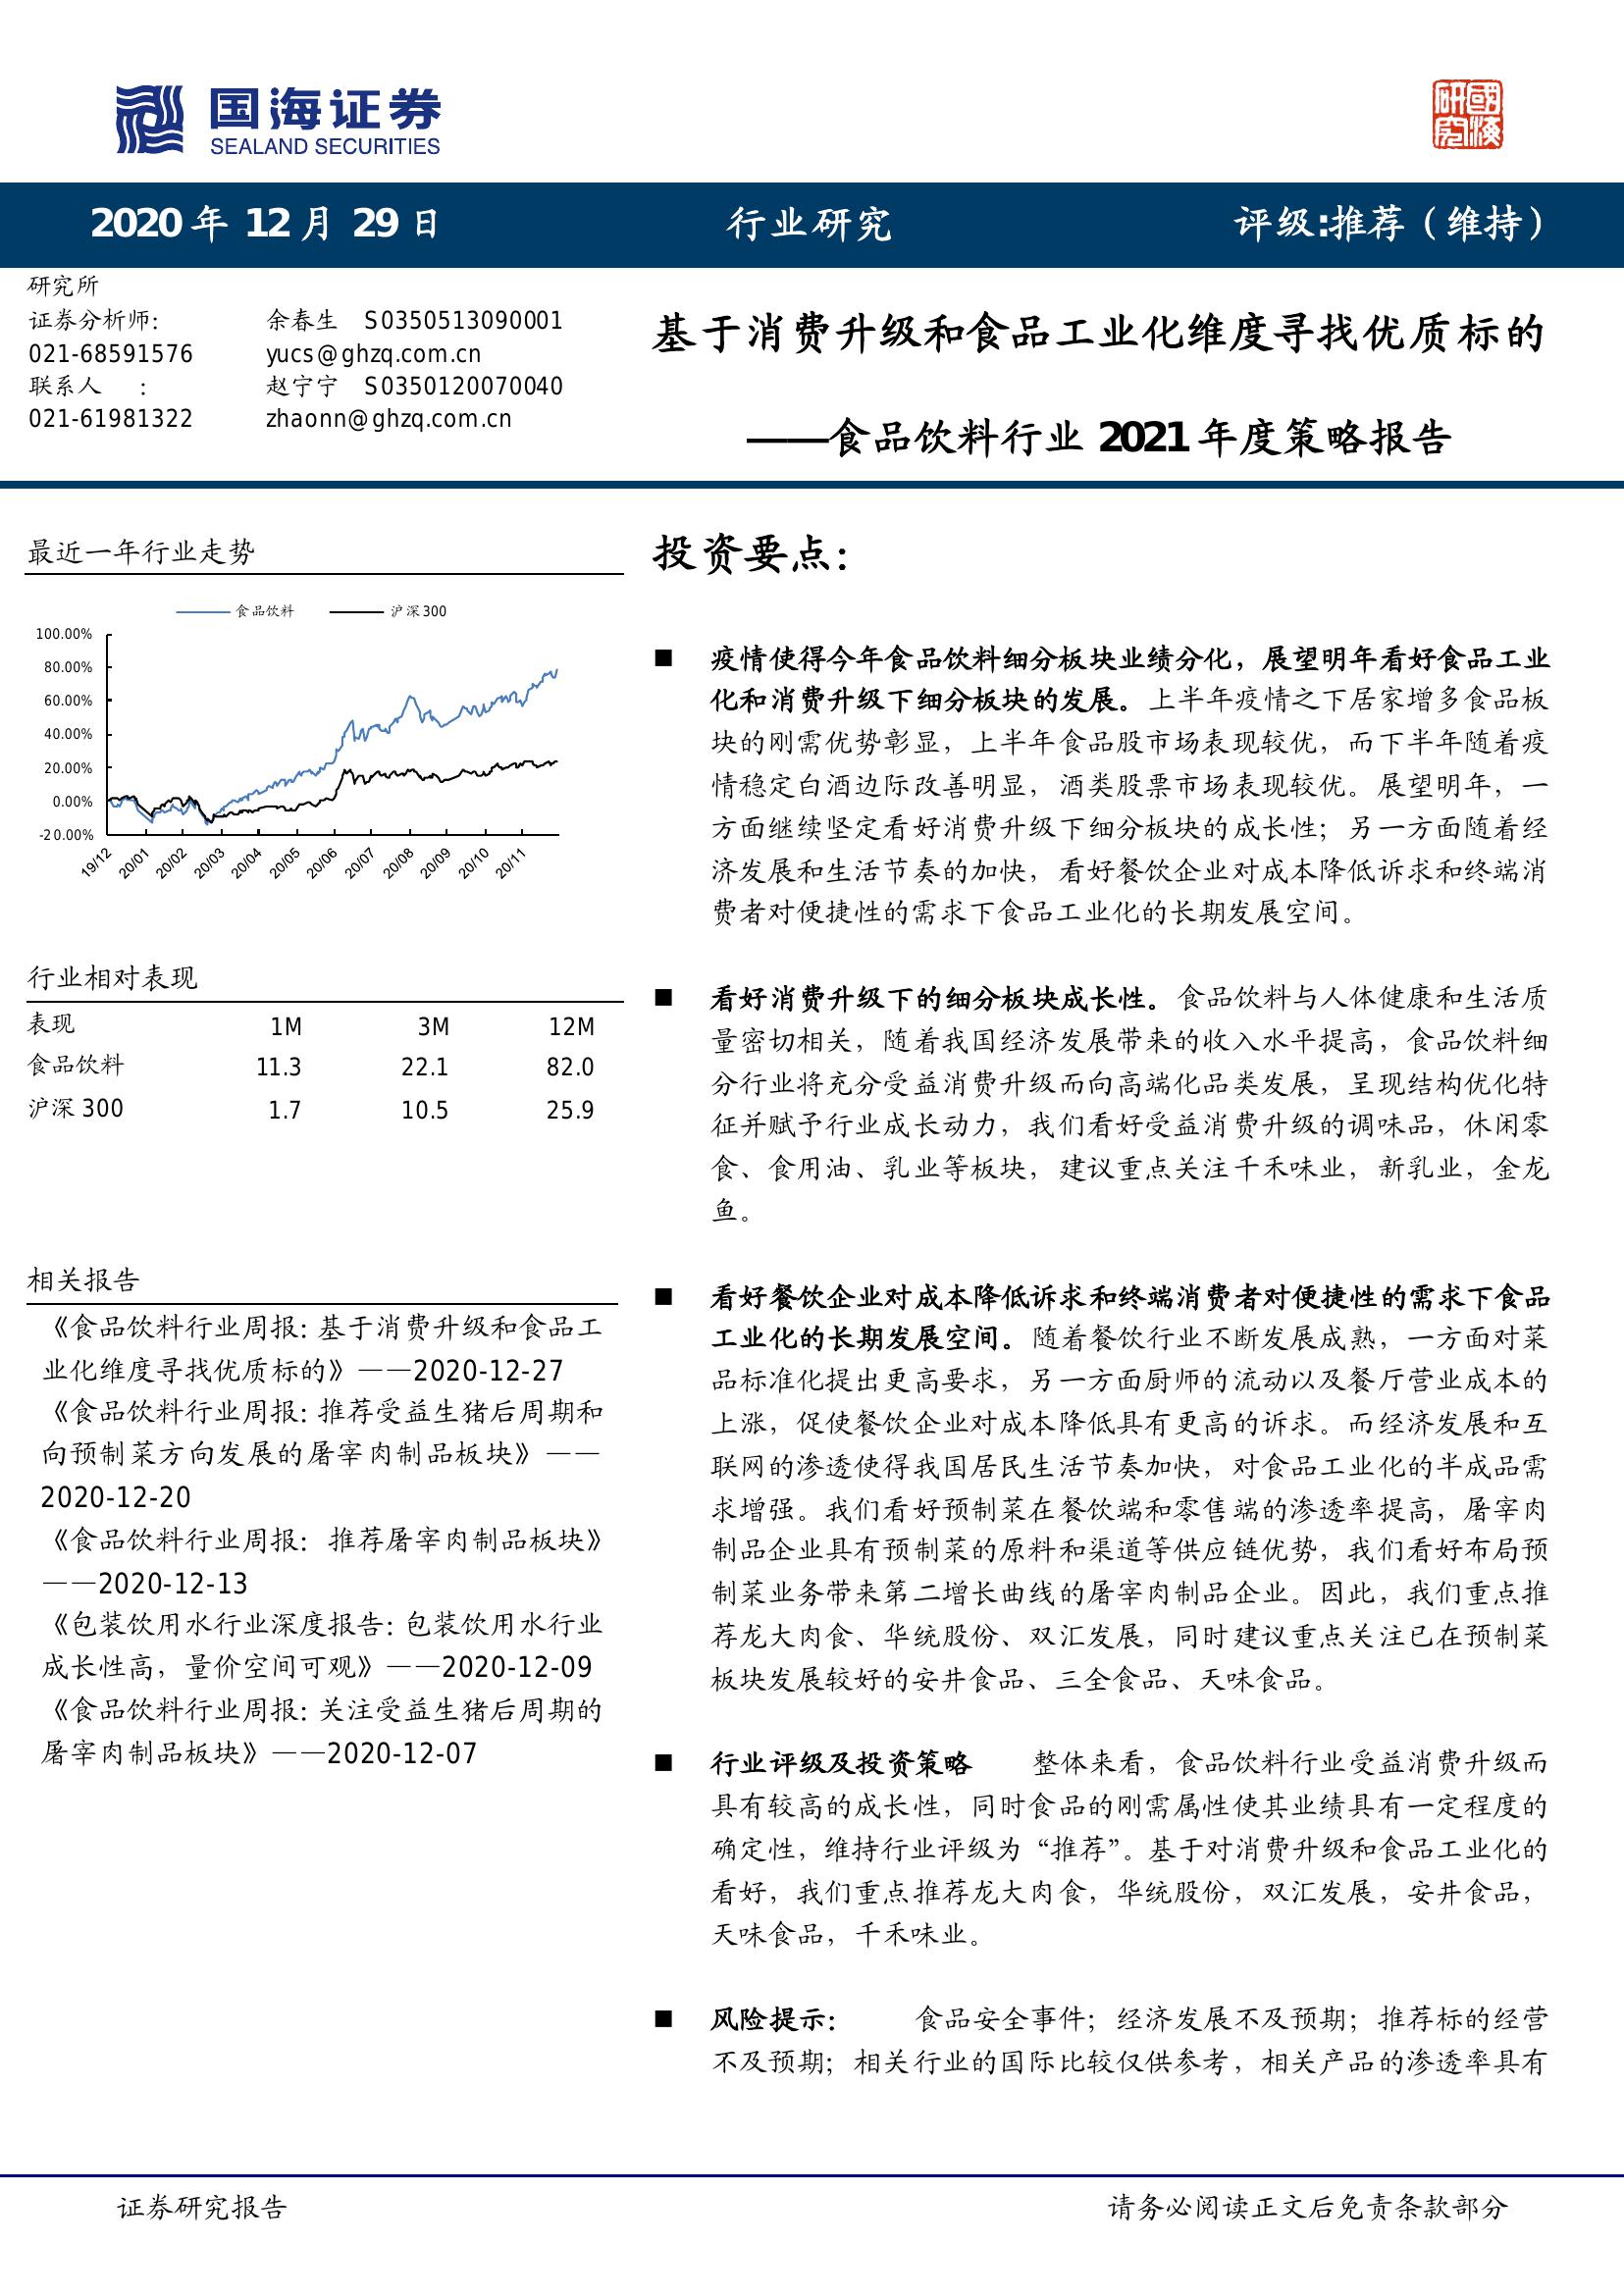 国海证券
SEALAND SECURITIES
國海
研究
2020 年 12 月 29 日
行业研究
评级:推荐（维持）
研究所
证券分析师: 余春生 S0350513090001
021-68591576 yucs@ghzq.com.cn
联系人 : 赵宁宁 S0350120070040
021-61981322 zhaonn@ghzq.com.cn
基于消费升级和食品工业化维度寻找优质标的
——食品饮料行业 2021 年度策略报告
最近一年行业走势
食品饮料 沪深 300
100.00%
80.00%
60.00%
40.00%
20.00%
0.00%
-20.00%
19/12 20/01 20/02 20/03 20/04 20/05 20/06 20/07 20/08 20/09 20/10 20/11
行业相对表现
表现 1M 3M 12M
食品饮料 11.3 22.1 82.0
沪深 300 1.7 10.5 25.9
相关报告
《食品饮料行业周报: 基于消费升级和食品工
业化维度寻找优质标的》——2020-12-27
《食品饮料行业周报: 推荐受益生猪后周期和
向预制菜方向发展的屠宰肉制品板块》——
2020-12-20
《食品饮料行业周报: 推荐屠宰肉制品板块》
——2020-12-13
《包装饮用水行业深度报告: 包装饮用水行业
成长性高，量价空间可观》——2020-12-09
《食品饮料行业周报: 关注受益生猪后周期的
屠宰肉制品板块》——2020-12-07
投资要点:
■ 疫情使得今年食品饮料细分板块业绩分化，展望明年看好食品工业
化和消费升级下细分板块的发展。上半年疫情之下居家增多食品板
块的刚需优势彰显，上半年食品股市场表现较优，而下半年随着疫
情稳定白酒边际改善明显，酒类股票市场表现较优。展望明年，一
方面继续坚定看好消费升级下细分板块的成长性；另一方面随着经
济发展和生活节奏的加快，看好餐饮企业对成本降低诉求和终端消
费者对便捷性的需求下食品工业化的长期发展空间。
■ 看好消费升级下的细分板块成长性。食品饮料与人体健康和生活质
量密切相关，随着我国经济发展带来的收入水平提高，食品饮料细
分行业将充分受益消费升级而向高端化品类发展，呈现结构优化特
征并赋予行业成长动力，我们看好受益消费升级的调味品，休闲零
食、食用油、乳业等板块，建议重点关注千禾味业，新乳业，金龙
鱼。
■ 看好餐饮企业对成本降低诉求和终端消费者对便捷性的需求下食品
工业化的长期发展空间。随着餐饮行业不断发展成熟，一方面对菜
品标准化提出更高要求，另一方面厨师的流动以及餐厅营业成本的
上涨，促使餐饮企业对成本降低具有更高的诉求。而经济发展和互
联网的渗透使得我国居民生活节奏加快，对食品工业化的半成品需
求增强。我们看好预制菜在餐饮端和零售端的渗透率提高，屠宰肉
制品企业具有预制菜的原料和渠道等供应链优势，我们看好布局预
制菜业务带来第二增长曲线的屠宰肉制品企业。因此，我们重点推
荐龙大肉食、华统股份、双汇发展，同时建议重点关注已在预制菜
板块发展较好的安井食品、三全食品、天味食品。
■ 行业评级及投资策略 整体来看，食品饮料行业受益消费升级而
具有较高的成长性，同时食品的刚需属性使其业绩具有一定程度的
确定性，维持行业评级为“推荐”。基于对消费升级和食品工业化的
看好，我们重点推荐龙大肉食，华统股份，双汇发展，安井食品，
天味食品，千禾味业。
■ 风险提示: 食品安全事件；经济发展不及预期；推荐标的经营
不及预期；相关行业的国际比较仅供参考，相关产品的渗透率具有
证券研究报告
请务必阅读正文后免责条款部分